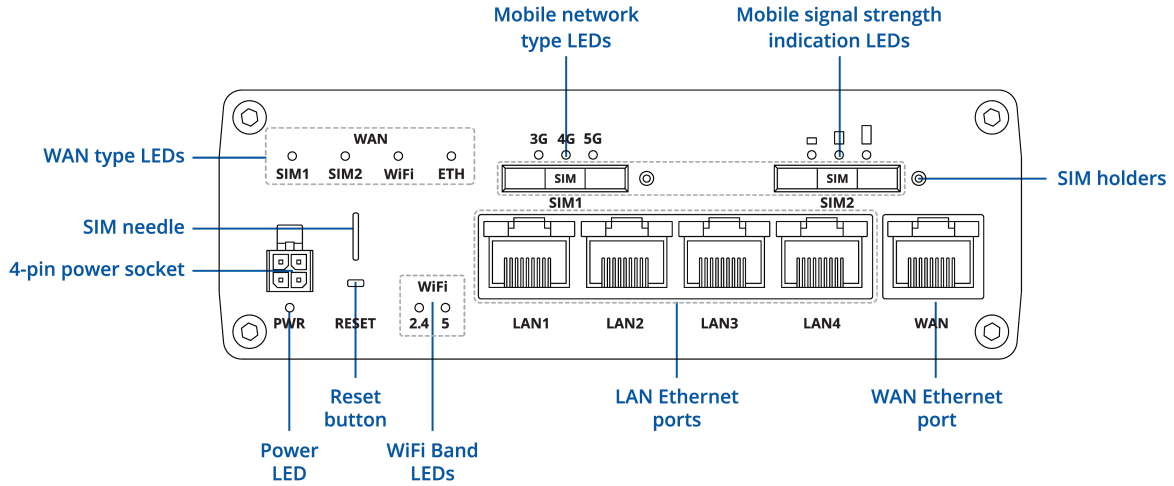 Mobile network
type LEDs
Mobile signal strength
indication LEDs
WAN
3G 4G 5G
WAN type LEDs
SIM1 SIM2 WiFi ETH
SIM
SIM
SIM holders
SIM1
SIM2
SIM needle
4-pin power socket
WiFi
PWR
RESET
2.4 5
LAN1
LAN2
LAN3
LAN4
WAN
Reset
button
LAN Ethernet
ports
WAN Ethernet
port
Power
LED
WiFi Band
LEDs